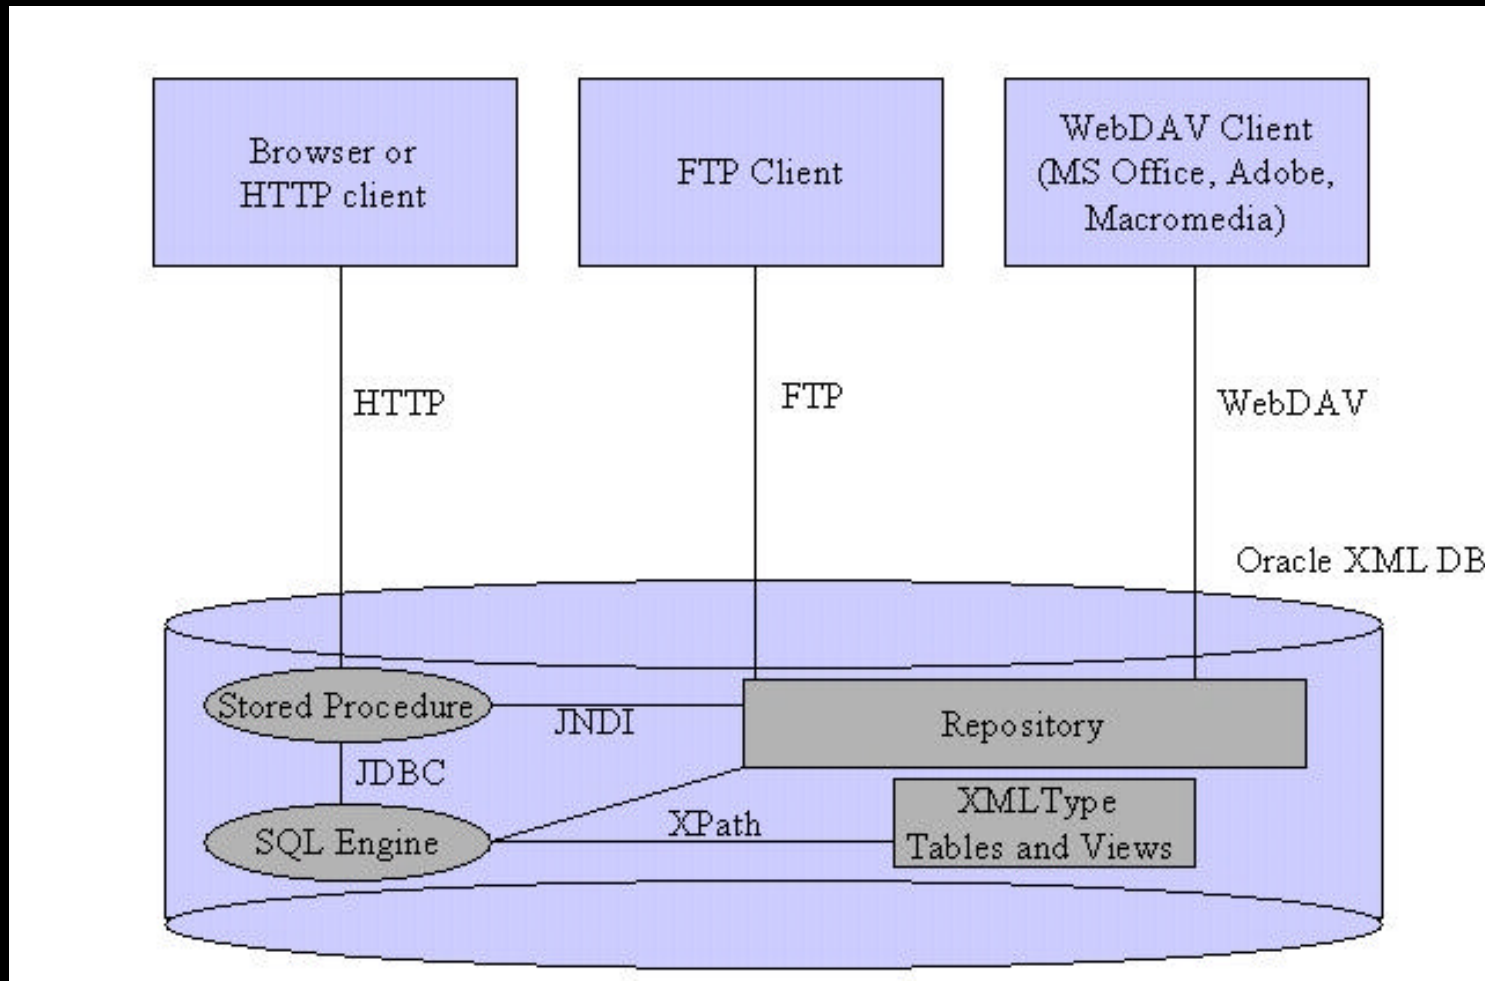 Browser or
HTTP client
FTP Client
WebDAV Client
(MS Office, Adobe,
Macromedia)
HTTP
FTP
WebDAV
Oracle XML DB
Stored Procedure
JNDI
Repository
JDBC
XMLType
Tables and Views
XPath
SQL Engine